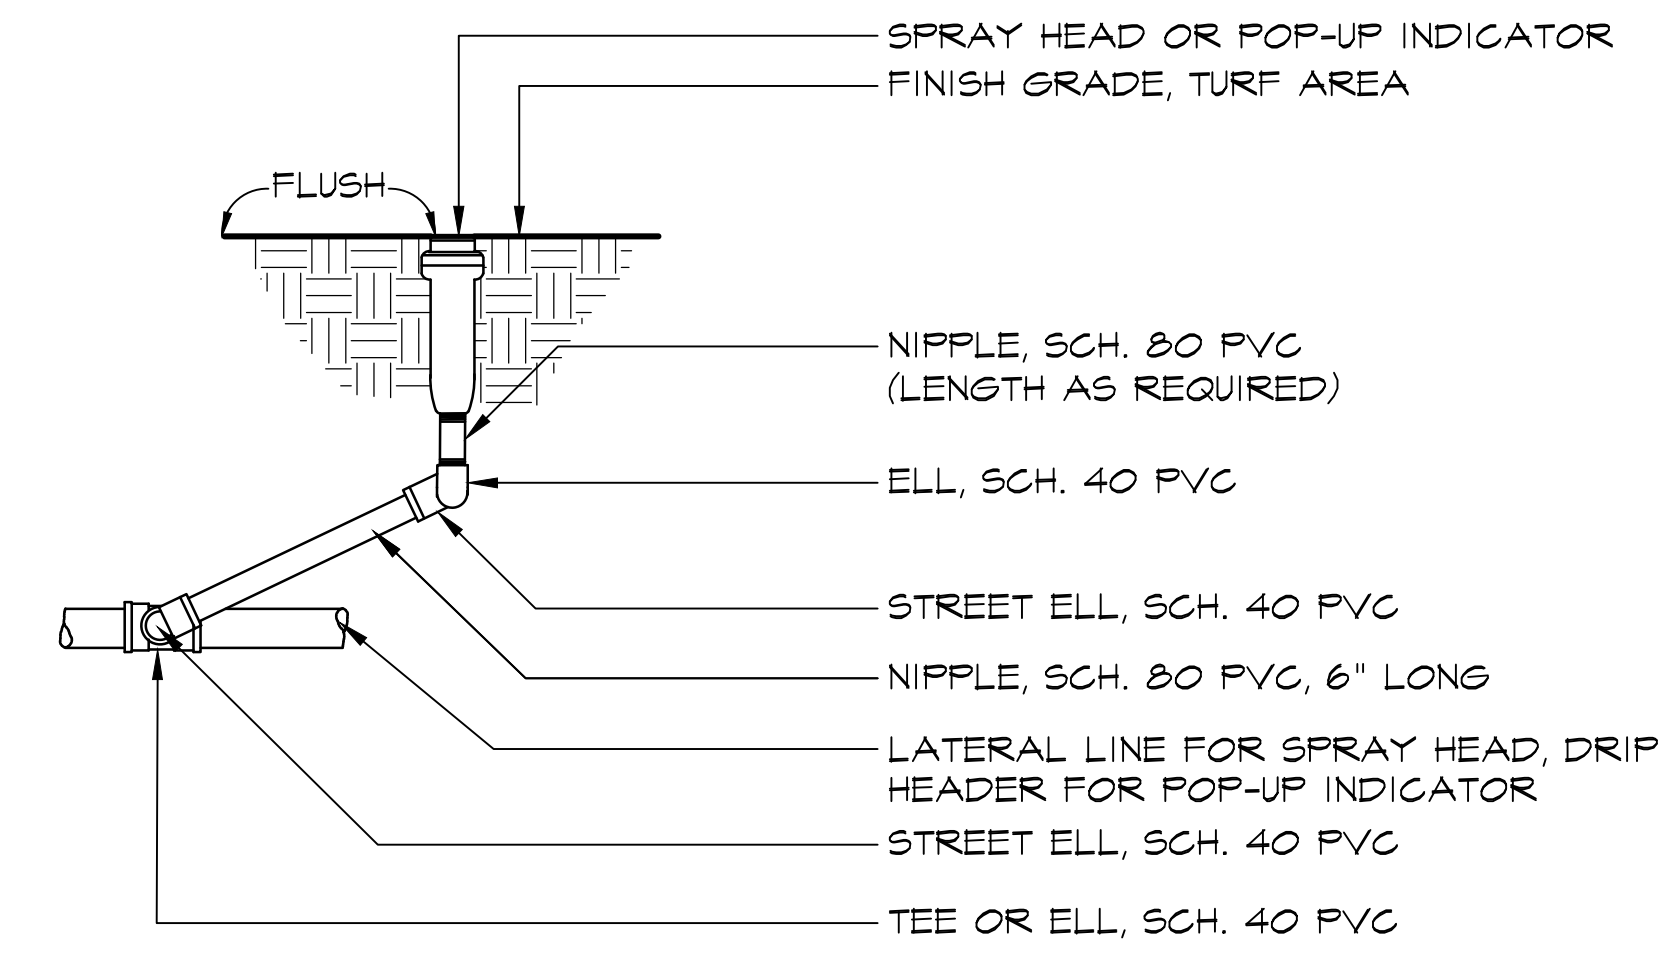 SPRAY HEAD OR POP-UP INDICATOR
FINISH GRADE, TURF AREA
FLUSH
NIPPLE, SCH. 80 PVC
(LENGTH AS REQUIRED)
ELL, SCH. 40 PVC
STREET ELL, SCH. 40 PVC
NIPPLE, SCH. 80 PVC, 6" LONG
LATERAL LINE FOR SPRAY HEAD, DRIP
HEADER FOR POP-UP INDICATOR
STREET ELL, SCH. 40 PVC
TEE OR ELL, SCH. 40 PVC